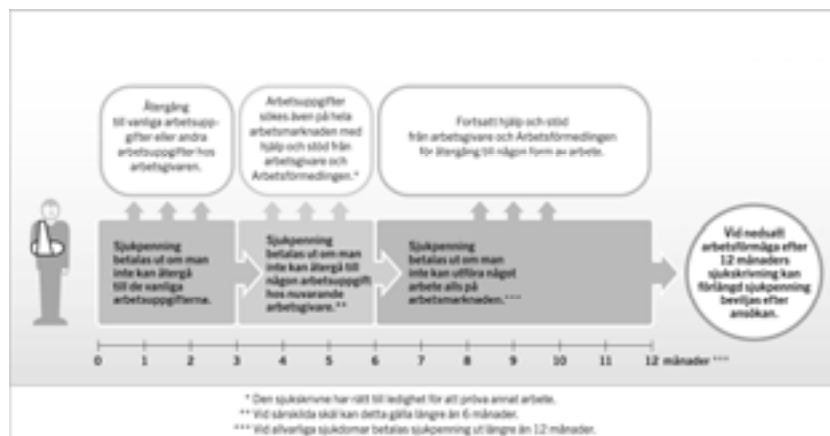 Återgång
till vanliga arbetsupp-
gifter eller andra
arbetsuppgifter hos
arbetsgivaren.
Arbetsuppgifter
sökes även på hela
arbetsmarknaden med
hjälp och stöd från
arbetsgivare och
Arbetsförmedlingen.*
Fortsatt hjälp och stöd
från arbetsgivare och Arbetsförmedlingen
för återgång till någon form av arbete.
Sjukpenning
betalas ut om man
inte kan återgå
till de vanliga
arbetsuppgifterna.
Sjukpenning
betalas ut om man
inte kan återgå till
någon arbetsuppgift
hos nuvarande
arbetsgivare.**
Sjukpenning
betalas ut om man
inte kan utföra något
arbete alls på
arbetsmarknaden.***
Vid nedsatt
arbetsförmåga efter
12 månaders
sjukskrivning kan
förlängd sjukpenning
beviljas efter
ansökan.
0 1 2 3 4 5 6 7 8 9 10 11 12 månader ***
* Den sjukskrivne har rätt till ledighet för att pröva annat arbete.
** Vid särskilda skäl kan detta gälla längre än 6 månader.
*** Vid allvarliga sjukdomar betalas sjukpenning ut längre än 12 månader.